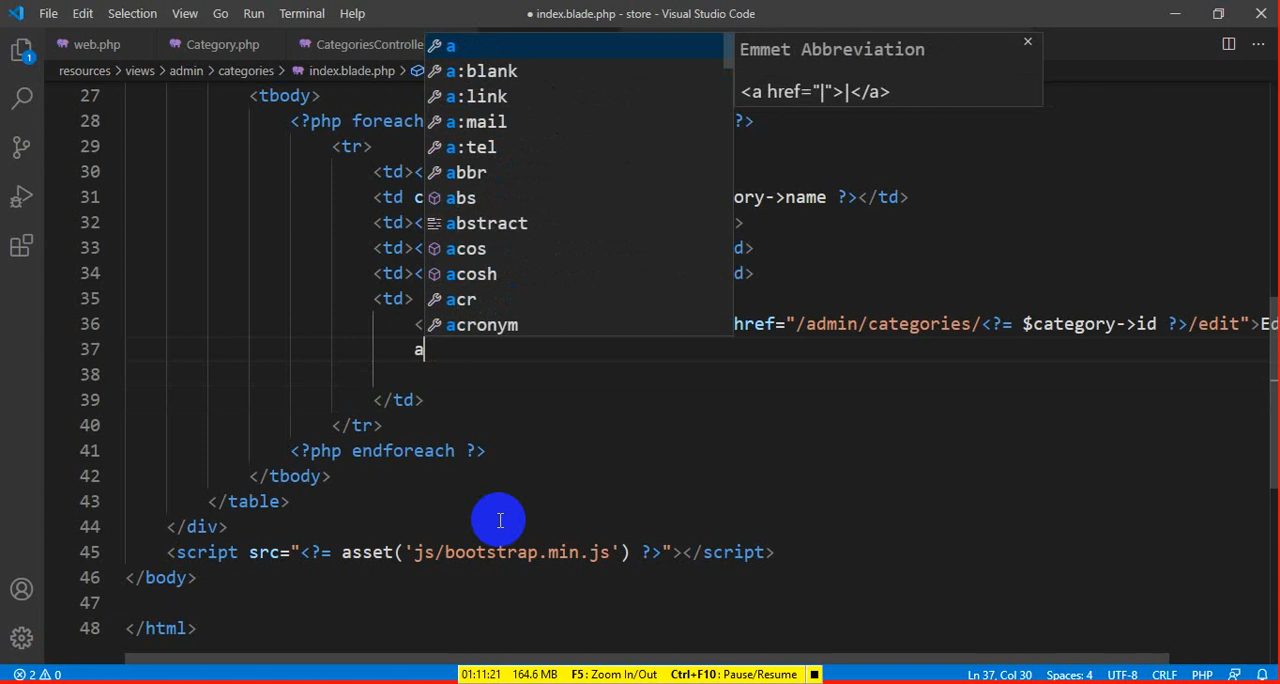 File Edit Selection View Go Run Terminal Help ● index.blade.php - store - Visual Studio Code
web.php Category.php CategoriesControlle
resources > views > admin > categories > index.blade.php >
a
a:blank
a:link
a:mail
a:tel
abbr
abs
abstract
acos
acosh
acr
acronym
Emmet Abbreviation
<a href="|">|</a>
27 <tbody>
28 <?php foreach ?>
29 <tr>
30 <td><
31 <td c ory->name ?></td>
32 <td>< >
33 <td>< d>
34 <td>< d>
35 <td>
36 < href="/admin/categories/<?= $category->id ?>/edit">Ed
37 a
38
39 </td>
40 </tr>
41 <?php endforeach ?>
42 </tbody>
43 </table>
44 </div>
45 <script src="<?= asset('js/bootstrap.min.js') ?>"></script>
46 </body>
47
48 </html>
1
2 0
01:11:21 164.6 MB F5: Zoom In/Out Ctrl+F10: Pause/Resume
Ln 37, Col 30 Spaces: 4 UTF-8 CRLF PHP